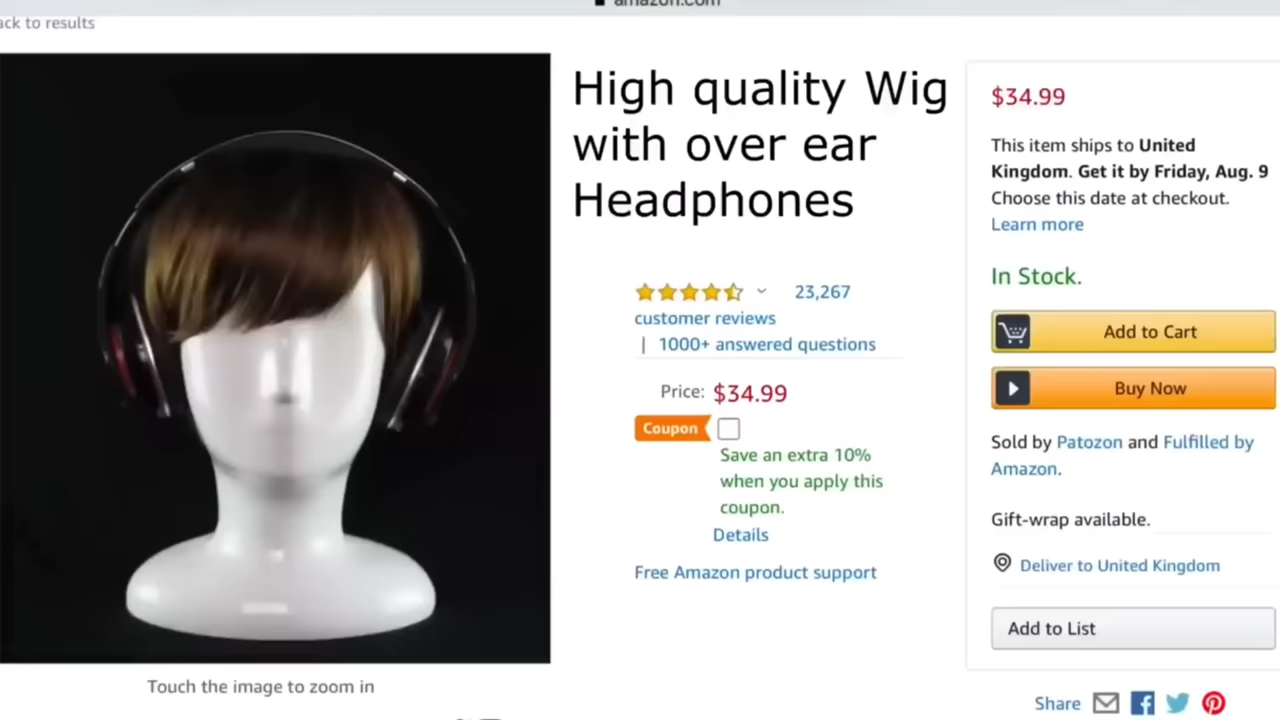 amazon.com
ack to results
High quality Wig
with over ear
Headphones
23,267
customer reviews
| 1000+ answered questions
Price: $34.99
Coupon
Save an extra 10%
when you apply this
coupon.
Details
Free Amazon product support
Touch the image to zoom in
$34.99
This item ships to United
Kingdom. Get it by Friday, Aug. 9
Choose this date at checkout.
Learn more
In Stock.
Add to Cart
Buy Now
Sold by Patozon and Fulfilled by
Amazon.
Gift-wrap available.
Deliver to United Kingdom
Add to List
Share